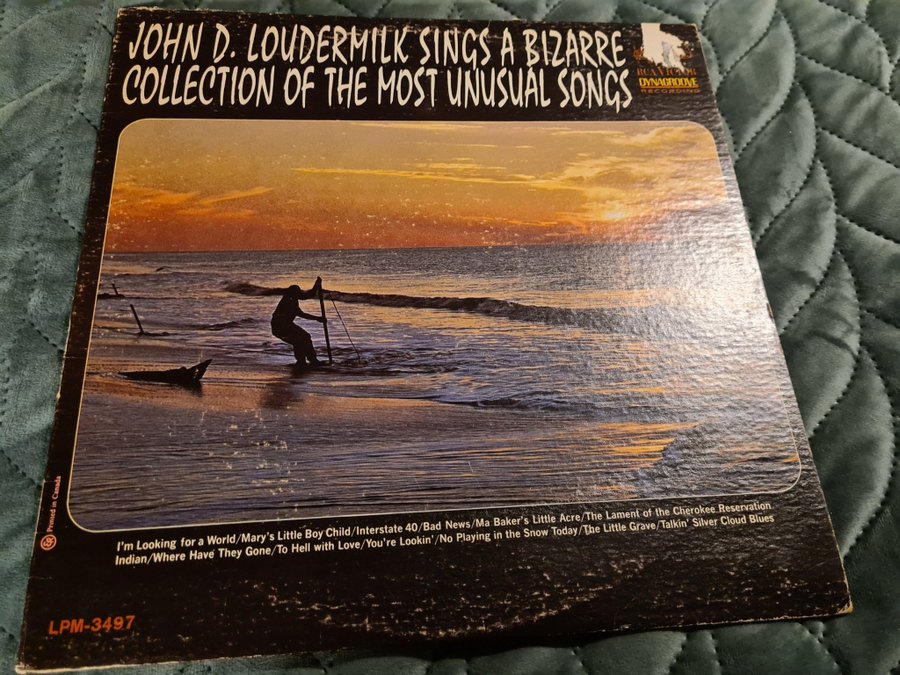 JOHN D. LOUDERMILK SINGS A BIZARRE
COLLECTION OF THE MOST UNUSUAL SONGS
RCA VICTOR
DYNAGROOVE
RECORDING
Printed in Canada
I'm Looking for a World/Mary's Little Boy Child/Interstate 40/Bad News/Ma Baker's Little Acre/The Lament of the Cherokee Reservation
Indian/Where Have They Gone/To Hell with Love/You're Lookin'/No Playing in the Snow Today/The Little Grave/Talkin' Silver Cloud Blues
LPM-3497